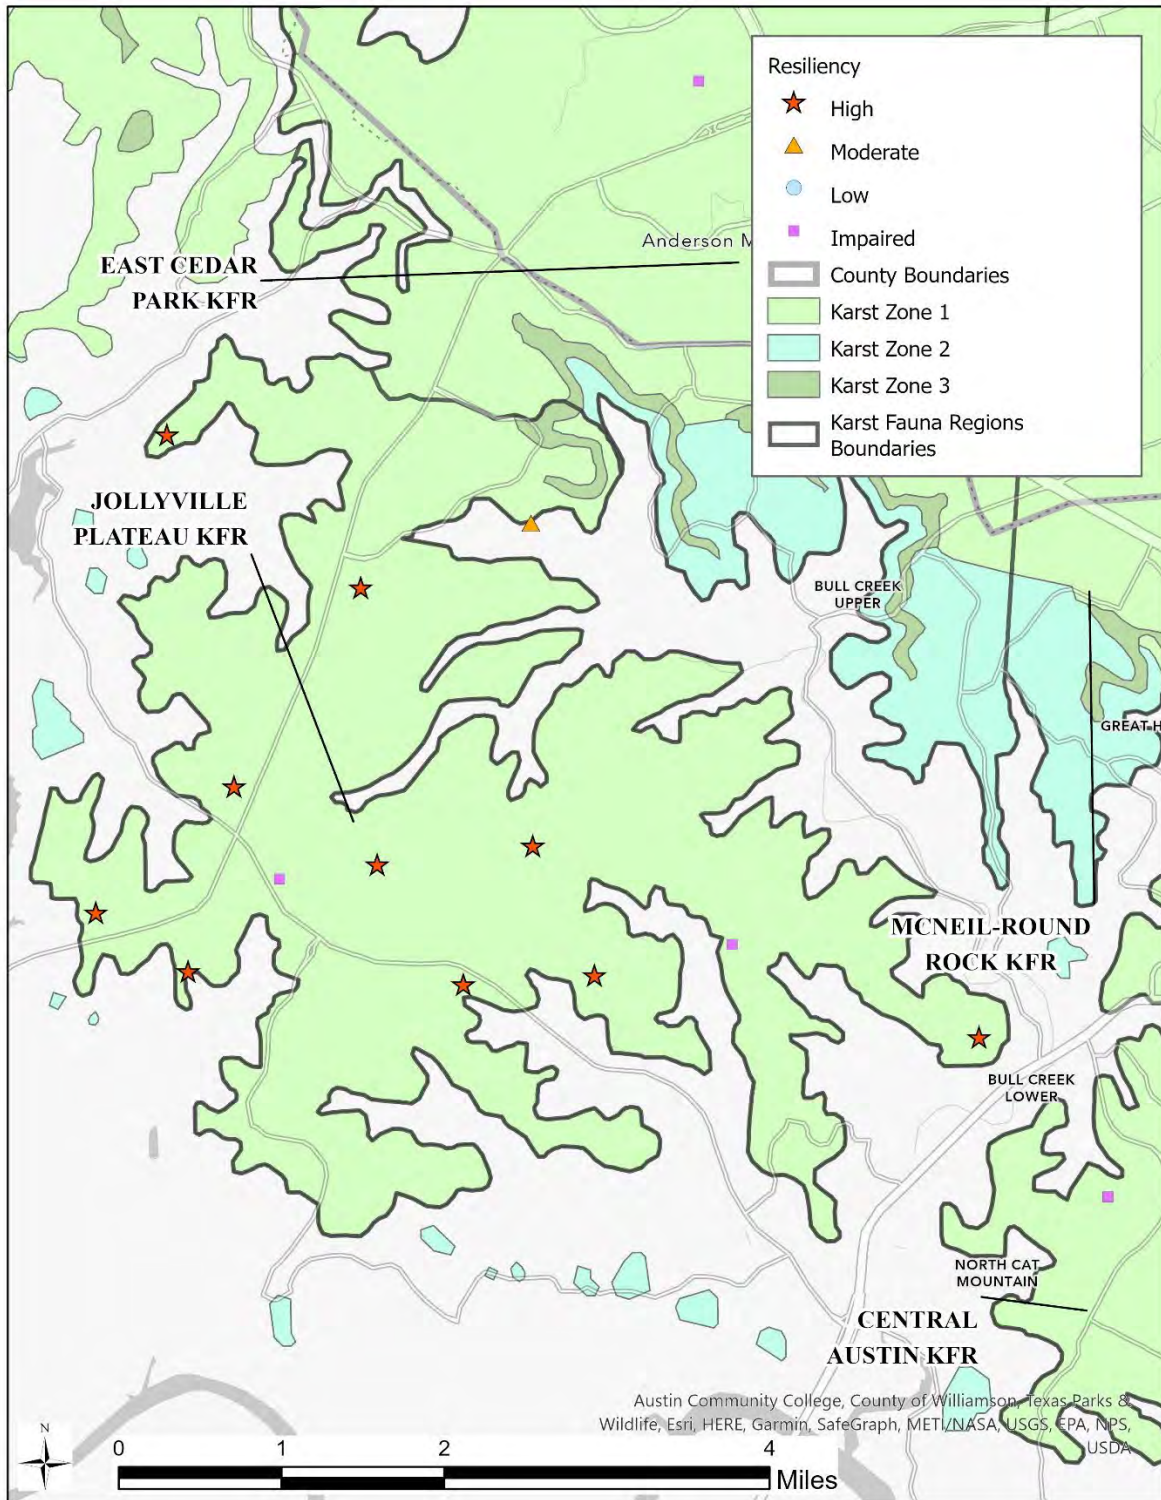 Resiliency
High
Moderate
Low
Impaired
County Boundaries
Karst Zone 1
Karst Zone 2
Karst Zone 3
Karst Fauna Regions
Boundaries
Anderson M
EAST CEDAR
PARK KFR
JOLLYVILLE
PLATEAU KFR
BULL CREEK
UPPER
GREAT H
MCNEIL-ROUND
ROCK KFR
BULL CREEK
LOWER
NORTH CAT
MOUNTAIN
CENTRAL
AUSTIN KFR
Austin Community College, County of Williamson, Texas Parks &
Wildlife, Esri, HERE, Garmin, SafeGraph, METI/NASA, USGS, EPA, NPS,
USDA
N
0 1 2 4
Miles